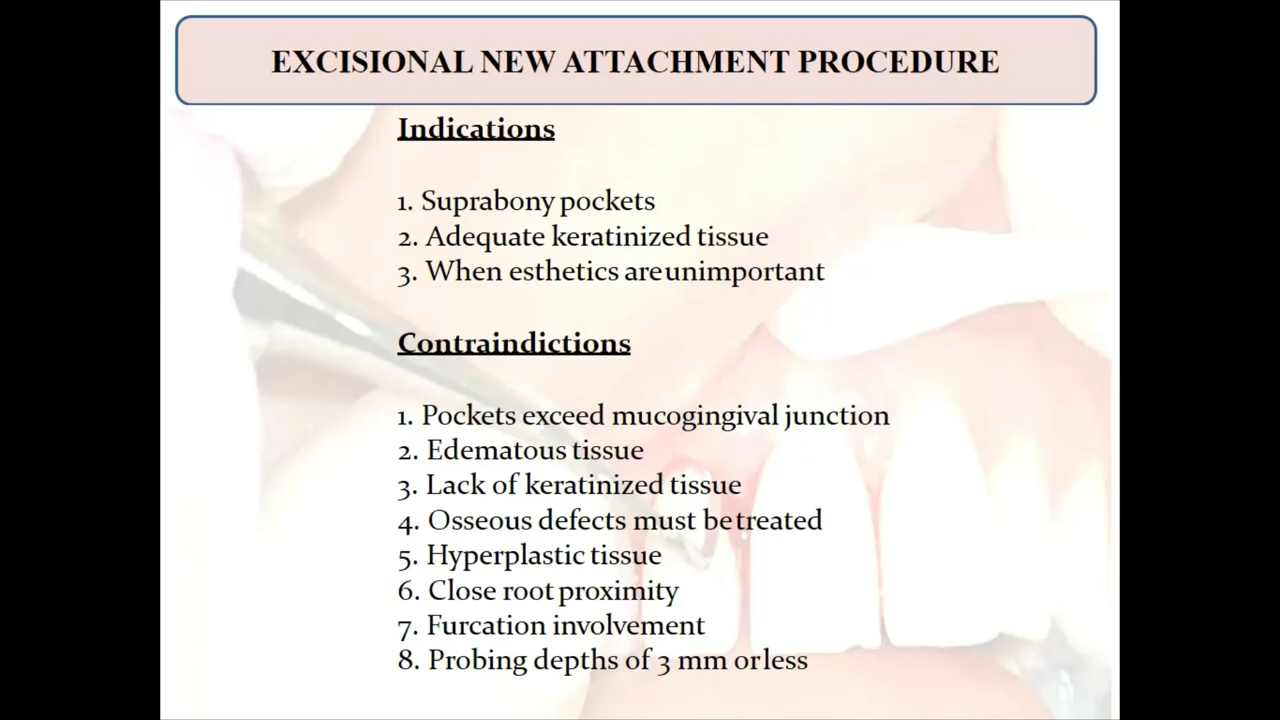 EXCISIONAL NEW ATTACHMENT PROCEDURE
Indications
1. Suprabony pockets
2. Adequate keratinized tissue
3. When esthetics are unimportant
Contraindictions
1. Pockets exceed mucogingival junction
2. Edematous tissue
3. Lack of keratinized tissue
4. Osseous defects must be treated
5. Hyperplastic tissue
6. Close root proximity
7. Furcation involvement
8. Probing depths of 3 mm or less